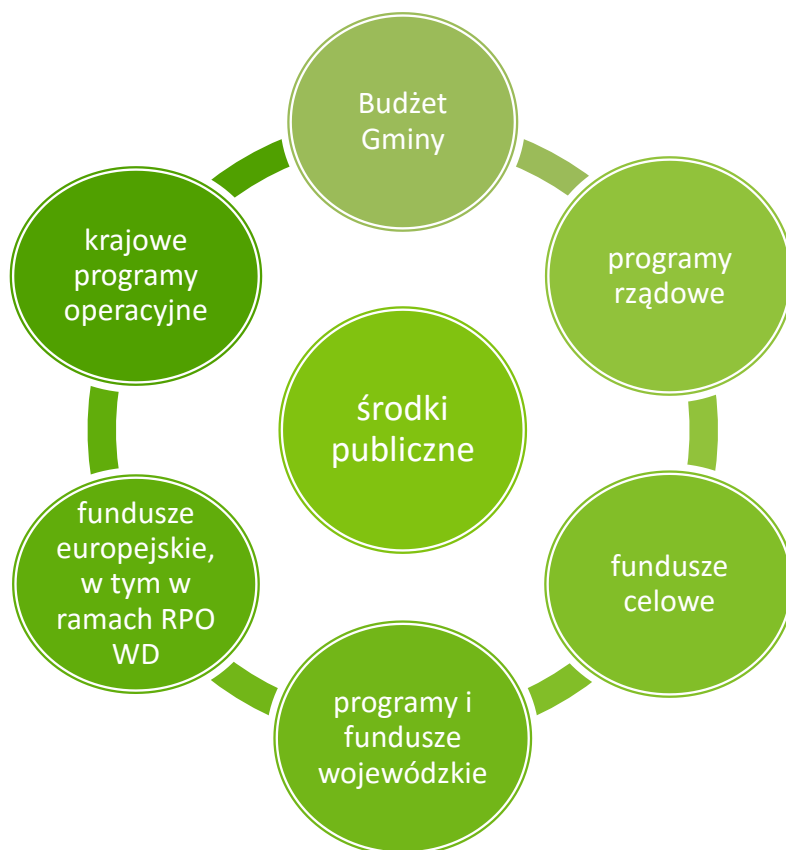 Budżet
Gminy
programy
rządowe
fundusze
celowe
programy i
fundusze
wojewódzkie
fundusze
europejskie,
w tym w
ramach RPO
WD
krajowe
programy
operacyjne
środki
publiczne